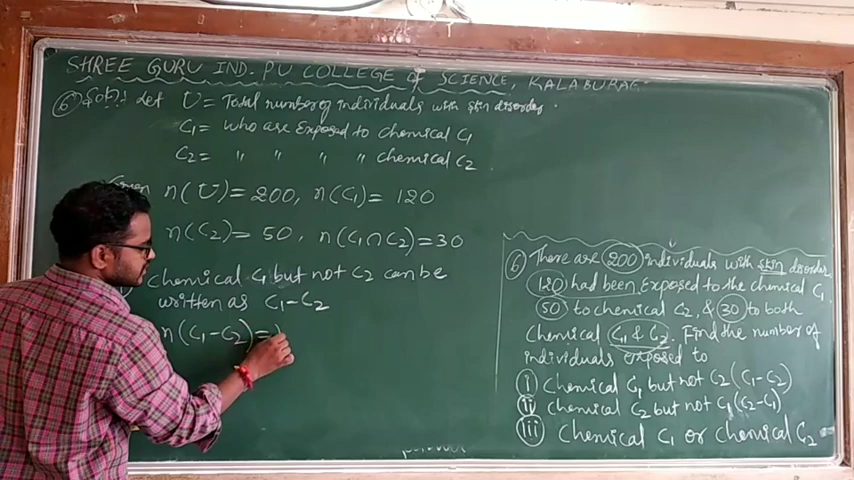 SHREE GURU IND. PU COLLEGE of SCIENCE, KALABURAG
6 Soln: Let U = Total number of individuals with skin disorder.
C1 = who are exposed to chemical C1
C2 = " " " " chemical C2.
n(U) = 200, n(C1) = 120
n(C2) = 50, n(C1∩C2) = 30
Chemical C1 but not C2 can be
written as C1-C2
n(C1-C2) =
6 There are 200 individuals with skin disorder
120 had been exposed to the chemical C1
50 to chemical C2, & 30 to both
chemical C1 & C2. Find the number of
individuals exposed to
i Chemical C1 but not C2 (C1-C2)
ii chemical C2 but not C1 (C2-C1)
iii Chemical C1 or chemical C2